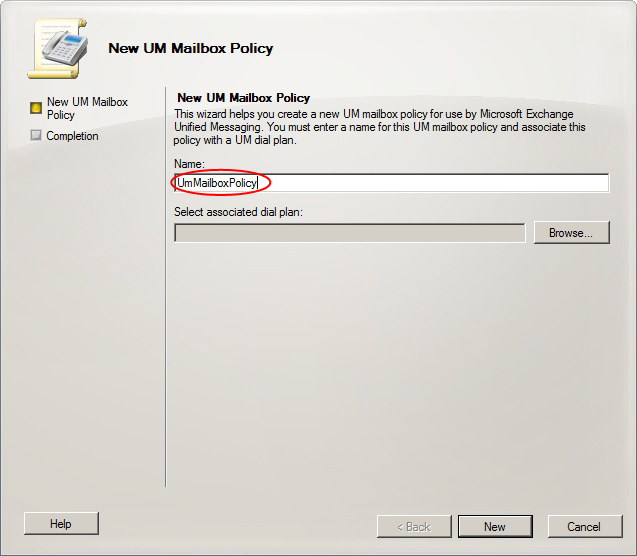 New UM Mailbox Policy
New UM Mailbox
Policy
Completion
New UM Mailbox Policy
This wizard helps you create a new UM mailbox policy for use by Microsoft Exchange
Unified Messaging. You must enter a name for this UM mailbox policy and associate this
policy with a UM dial plan.
Name:
UmMailboxPolicy
Select associated dial plan:
Browse...
Help
< Back
New
Cancel